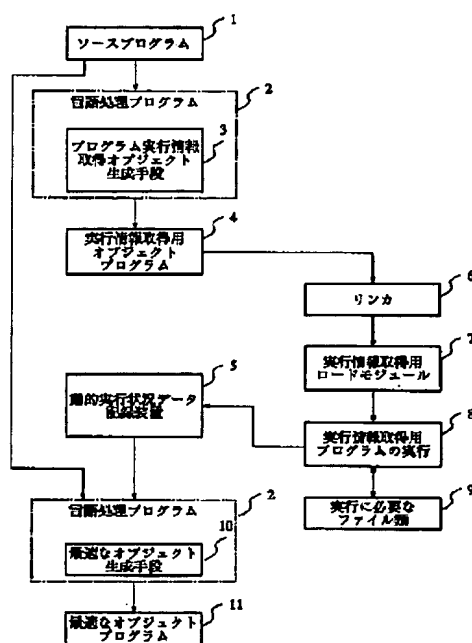 1
ソースプログラム
2
言語処理プログラム
3
プログラム実行情報
取得オブジェクト
生成手段
4
実行情報取得用
オブジェクト
プログラム
6
リンカ
7
実行情報取得用
ロードモジュール
5
動的実行状況データ
記録装置
8
実行情報取得用
プログラムの実行
9
実行に必要な
ファイル類
2
言語処理プログラム
10
最適なオブジェクト
生成手段
11
最適なオブジェクト
プログラム